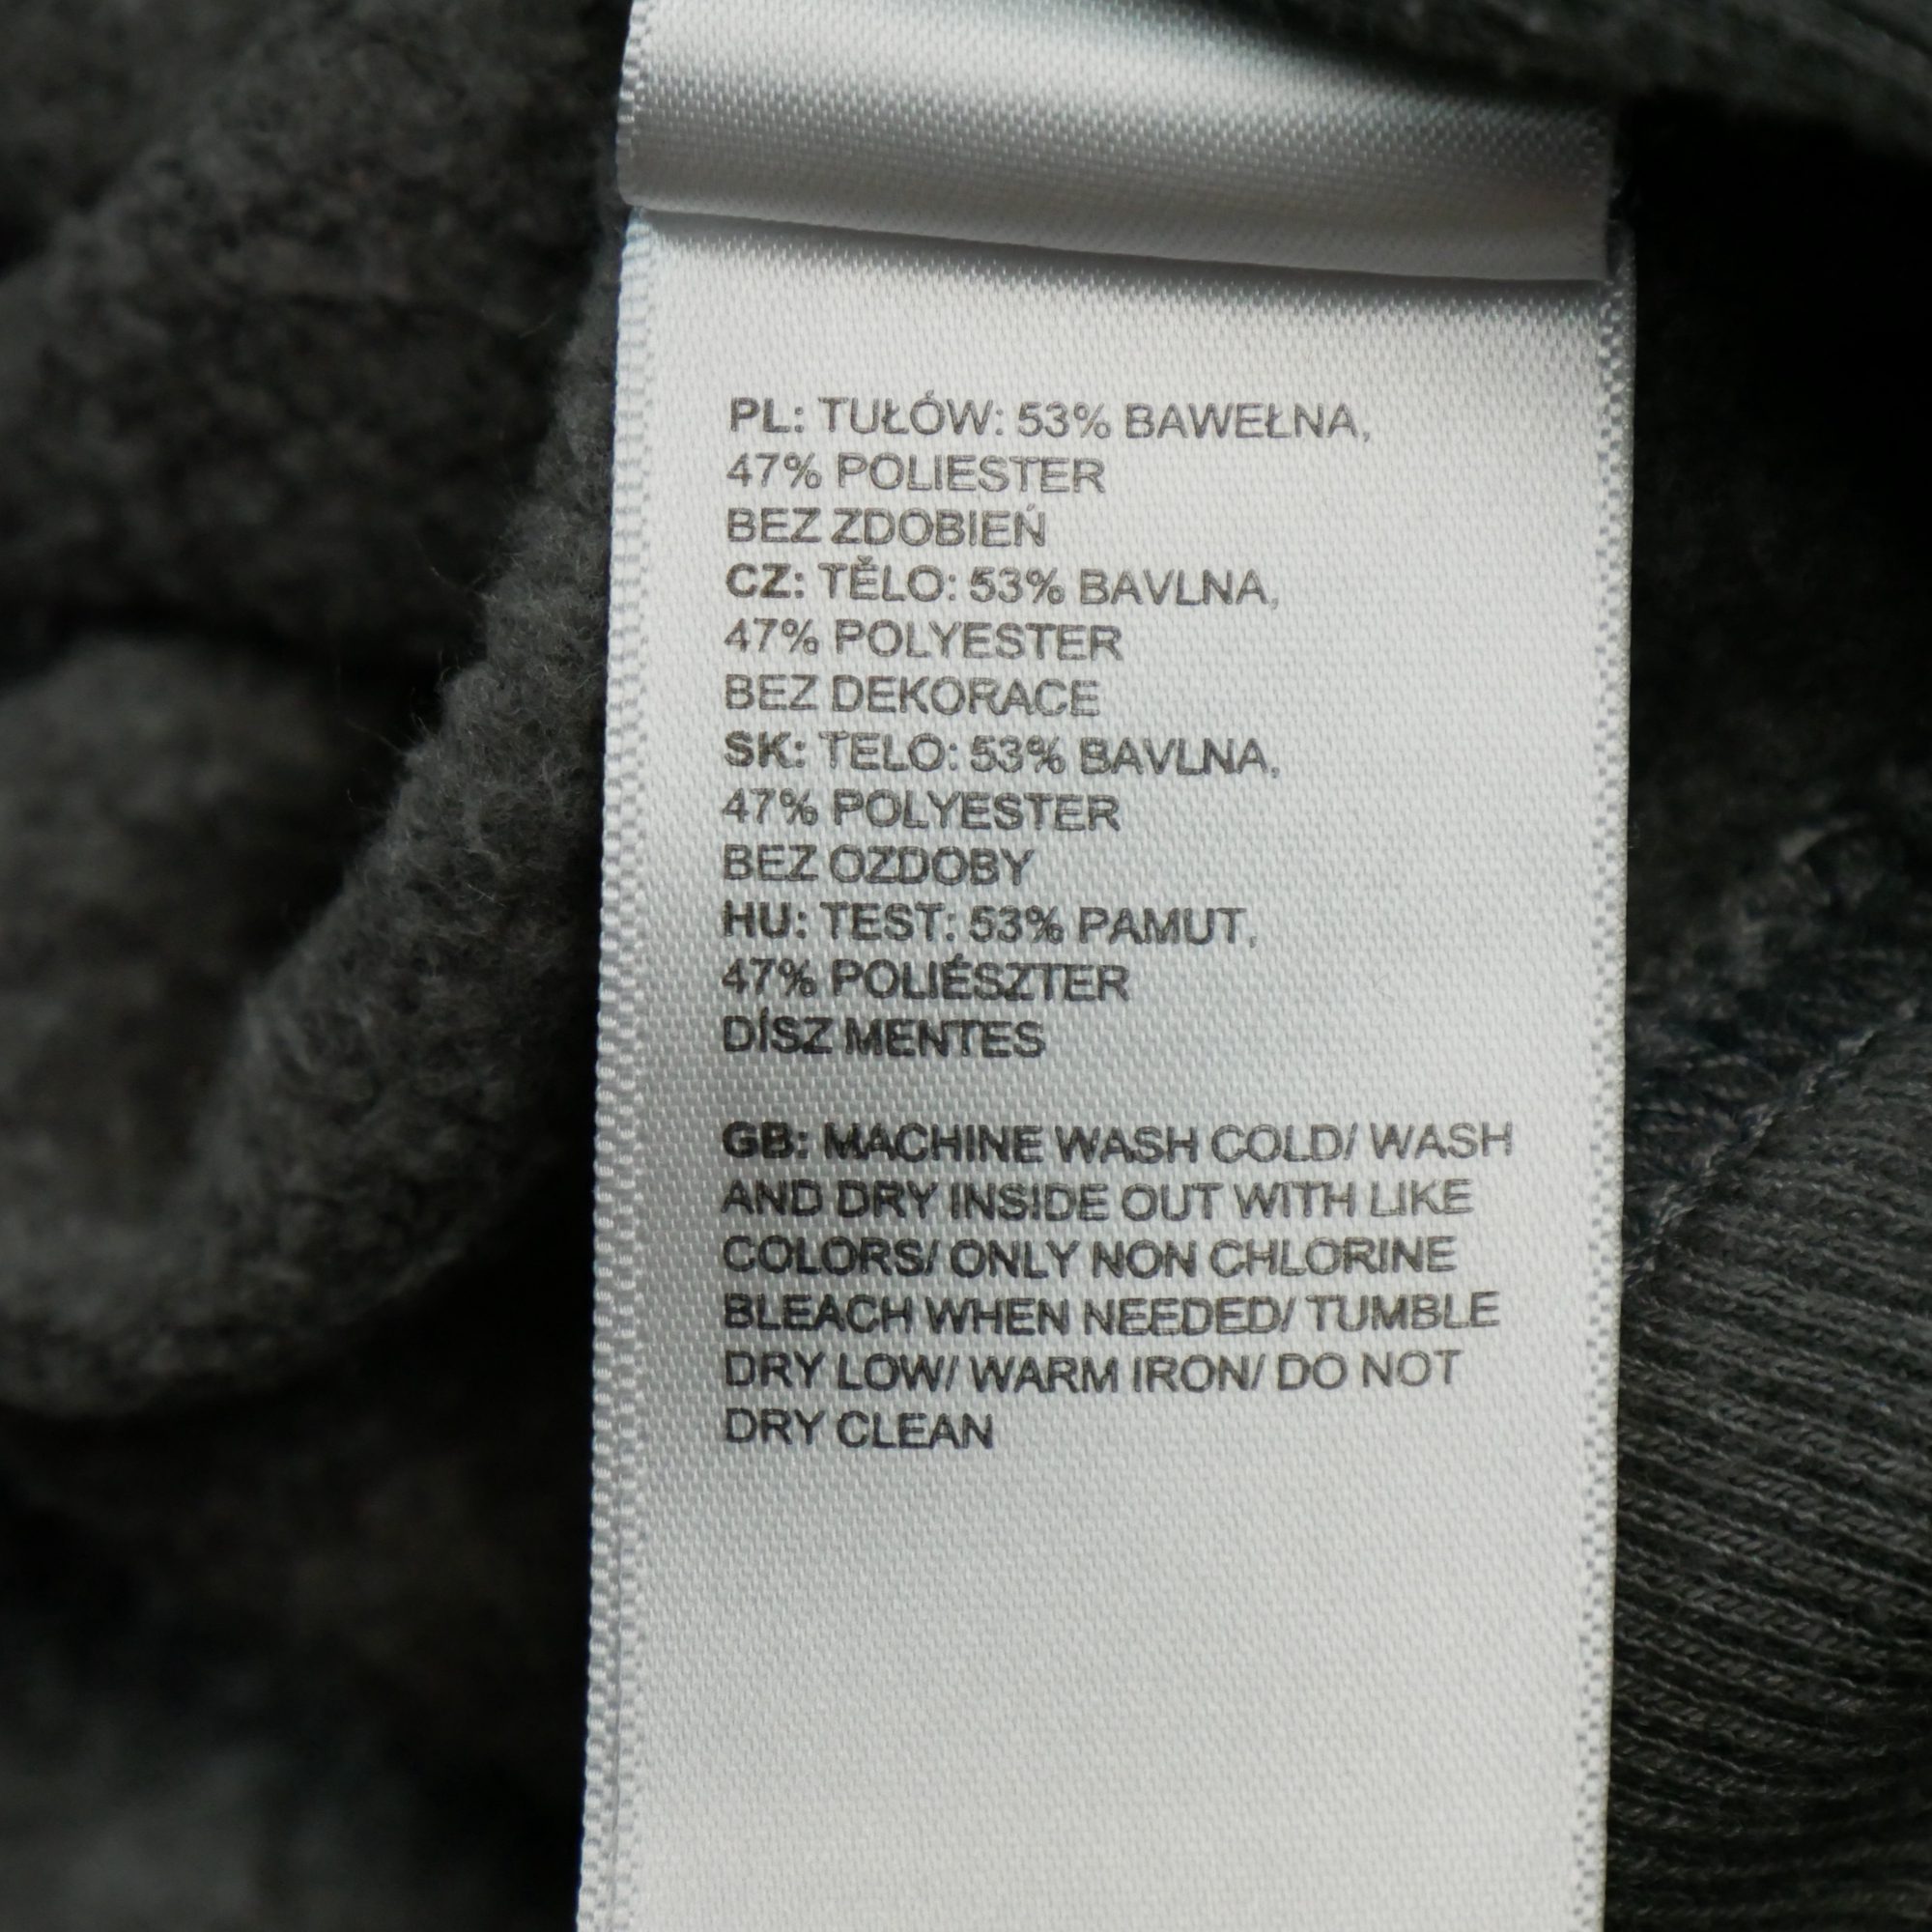 PL: TUŁÓW: 53% BAWEŁNA,
47% POLIESTER
BEZ ZDOBIEŃ
CZ: TĚLO: 53% BAVLNA,
47% POLYESTER
BEZ DEKORACE
SK: TELO: 53% BAVLNA,
47% POLYESTER
BEZ OZDOBY
HU: TEST: 53% PAMUT,
47% POLIÉSZTER
DÍSZ MENTES
GB: MACHINE WASH COLD/ WASH
AND DRY INSIDE OUT WITH LIKE
COLORS/ ONLY NON CHLORINE
BLEACH WHEN NEEDED/ TUMBLE
DRY LOW/ WARM IRON/ DO NOT
DRY CLEAN